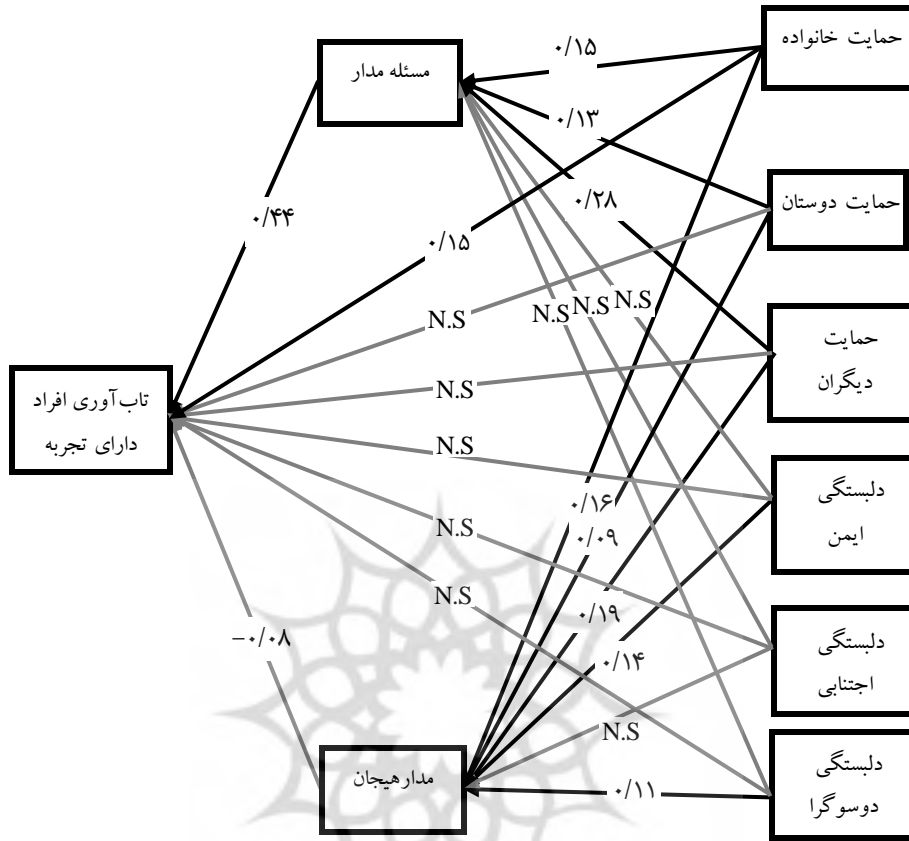 حمایت خانواده
۰/۱۵
مسئله مدار
۰/۱۳
حمایت دوستان
۰/۲۸
۰/۴۴
۰/۱۵
N.S
N.S
N.S
N.S
حمایت
دیگران
N.S
تاب‌آوری افراد
دارای تجربه
N.S
دلبستگی
ایمن
۰/۱۶
N.S
۰/۰۹
N.S
۰/۱۹
دلبستگی
اجتنابی
−۰/۰۸
۰/۱۴
N.S
مدارهیجان
دلبستگی
دوسوگرا
۰/۱۱